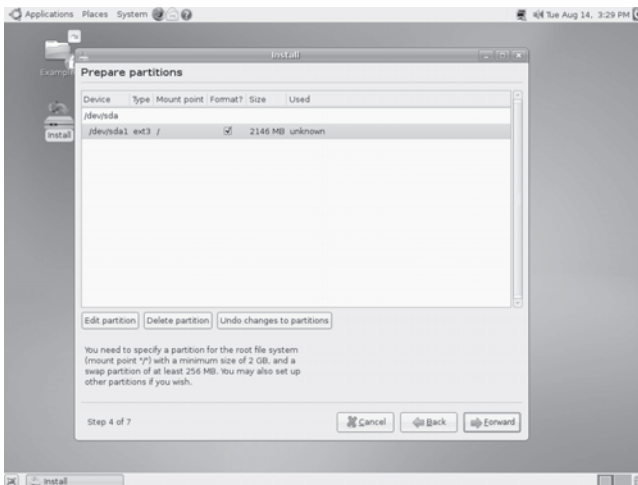 Applications Places System
Tue Aug 14, 3:29 PM
Install
Prepare partitions
Device Type Mount point Format? Size Used
/dev/sda
/dev/sda1 ext3 / 2146 MB unknown
Install
Edit partition Delete partition Undo changes to partitions
You need to specify a partition for the root file system
(mount point "/") with a minimum size of 2 GB, and a
swap partition of at least 256 MB. You may also set up
other partitions if you wish.
Step 4 of 7
Cancel Back Forward
Install